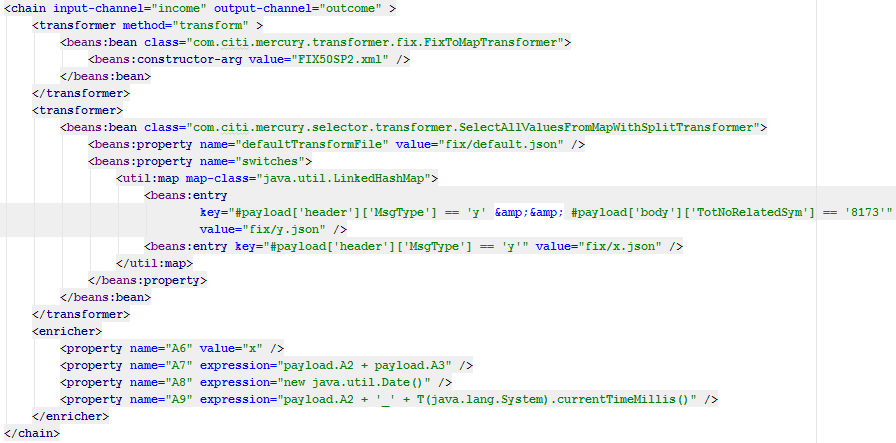 <chain input-channel="income" output-channel="outcome" >
<transformer method="transform" >
<beans:bean class="com.citi.mercury.transformer.fix.FixToMapTransformer">
<beans:constructor-arg value="FIX50SP2.xml" />
</beans:bean>
</transformer>
<transformer>
<beans:bean class="com.citi.mercury.selector.transformer.SelectAllValuesFromMapWithSplitTransformer">
<beans:property name="defaultTransformFile" value="fix/default.json" />
<beans:property name="switches">
<util:map map-class="java.util.LinkedHashMap">
<beans:entry
key="#payload['header']['MsgType'] == 'y' &amp;&amp; #payload['body']['TotNoRelatedSym'] == '8173'"
value="fix/y.json" />
<beans:entry key="#payload['header']['MsgType'] == 'y'" value="fix/x.json" />
</util:map>
</beans:property>
</beans:bean>
</transformer>
<enricher>
<property name="A6" value="x" />
<property name="A7" expression="payload.A2 + payload.A3" />
<property name="A8" expression="new java.util.Date()" />
<property name="A9" expression="payload.A2 + '_' + T(java.lang.System).currentTimeMillis()" />
</enricher>
</chain>